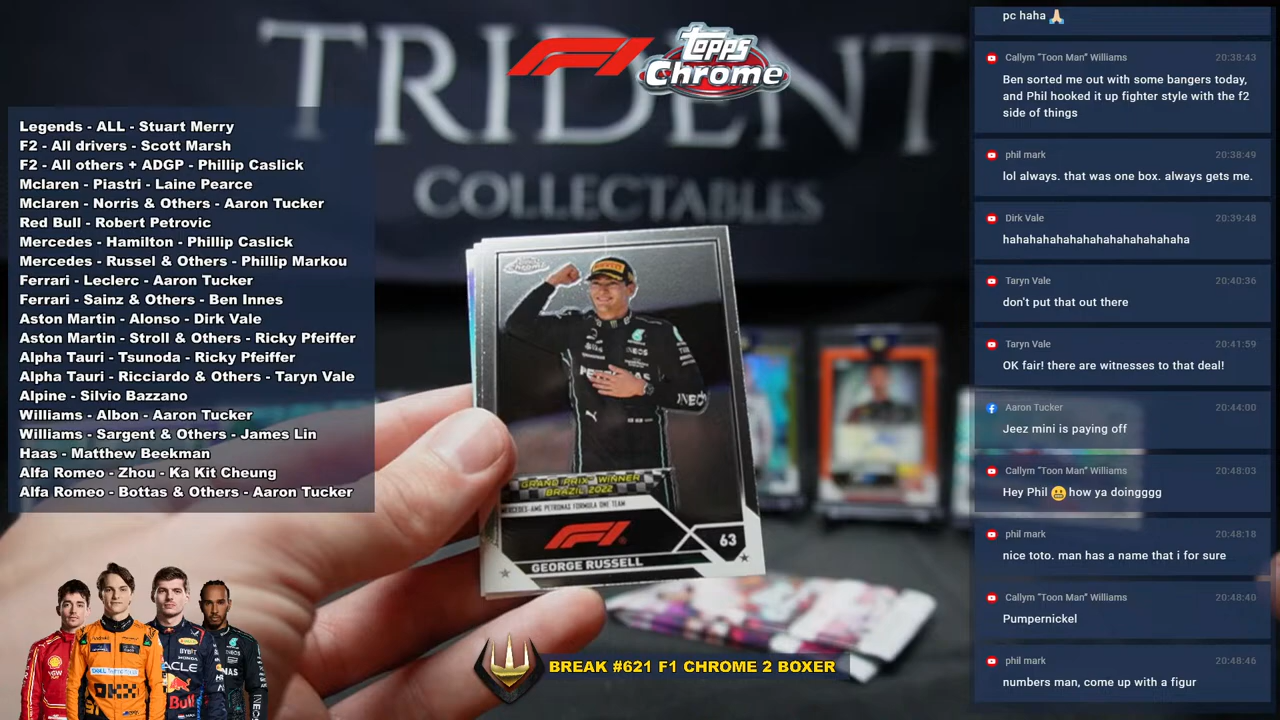 TRIDENT
COLLECTABLES
F1 Topps Chrome
Legends - ALL - Stuart Merry
F2 - All drivers - Scott Marsh
F2 - All others + ADGP - Phillip Caslick
Mclaren - Piastri - Laine Pearce
Mclaren - Norris & Others - Aaron Tucker
Red Bull - Robert Petrovic
Mercedes - Hamilton - Phillip Caslick
Mercedes - Russel & Others - Phillip Markou
Ferrari - Leclerc - Aaron Tucker
Ferrari - Sainz & Others - Ben Innes
Aston Martin - Alonso - Dirk Vale
Aston Martin - Stroll & Others - Ricky Pfeiffer
Alpha Tauri - Tsunoda - Ricky Pfeiffer
Alpha Tauri - Ricciardo & Others - Taryn Vale
Alpine - Silvio Bazzano
Williams - Albon - Aaron Tucker
Williams - Sargent & Others - James Lin
Haas - Matthew Beekman
Alfa Romeo - Zhou - Ka Kit Cheung
Alfa Romeo - Bottas & Others - Aaron Tucker
Chrome
PIRELLI
INEOS
GRAND PRIX WINNER
BRAZIL 2022
MERCEDES-AMG PETRONAS FORMULA ONE TEAM
F1
63
GEORGE RUSSELL
BREAK #621 F1 CHROME 2 BOXER
pc haha 🙏🏻
Callym "Toon Man" Williams 20:38:43
Ben sorted me out with some bangers today,
and Phil hooked it up fighter style with the f2
side of things
phil mark 20:38:49
lol always. that was one box. always gets me.
Dirk Vale 20:39:48
hahahahahahahahahahahahaha
Taryn Vale 20:40:36
don't put that out there
Taryn Vale 20:41:59
OK fair! there are witnesses to that deal!
Aaron Tucker 20:44:00
Jeez mini is paying off
Callym "Toon Man" Williams 20:48:03
Hey Phil 😬 how ya doingggg
phil mark 20:48:18
nice toto. man has a name that i for sure
Callym "Toon Man" Williams 20:48:40
Pumpernickel
phil mark 20:48:46
numbers man, come up with a figur